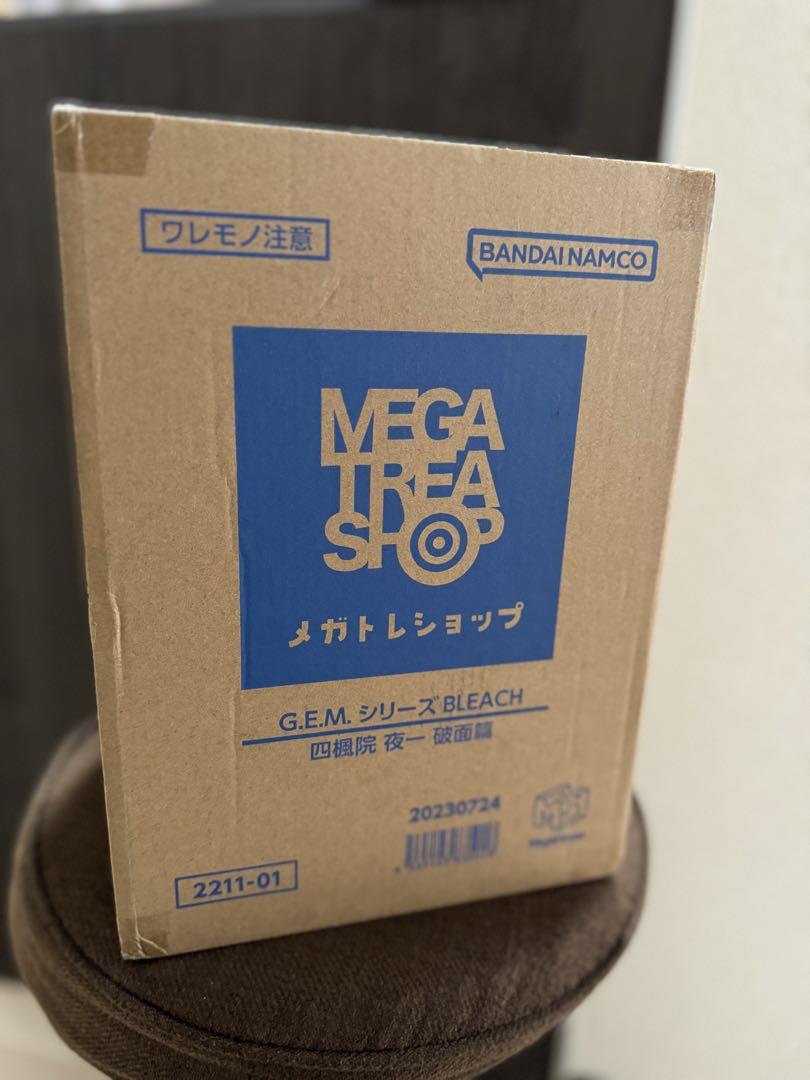 ワレモノ注意
BANDAI NAMCO
MEGA
TREA
SHOP
メガトレショップ
G.E.M. シリーズ BLEACH
四楓院 夜一 破面篇
20230724
2211-01
MegaHouse